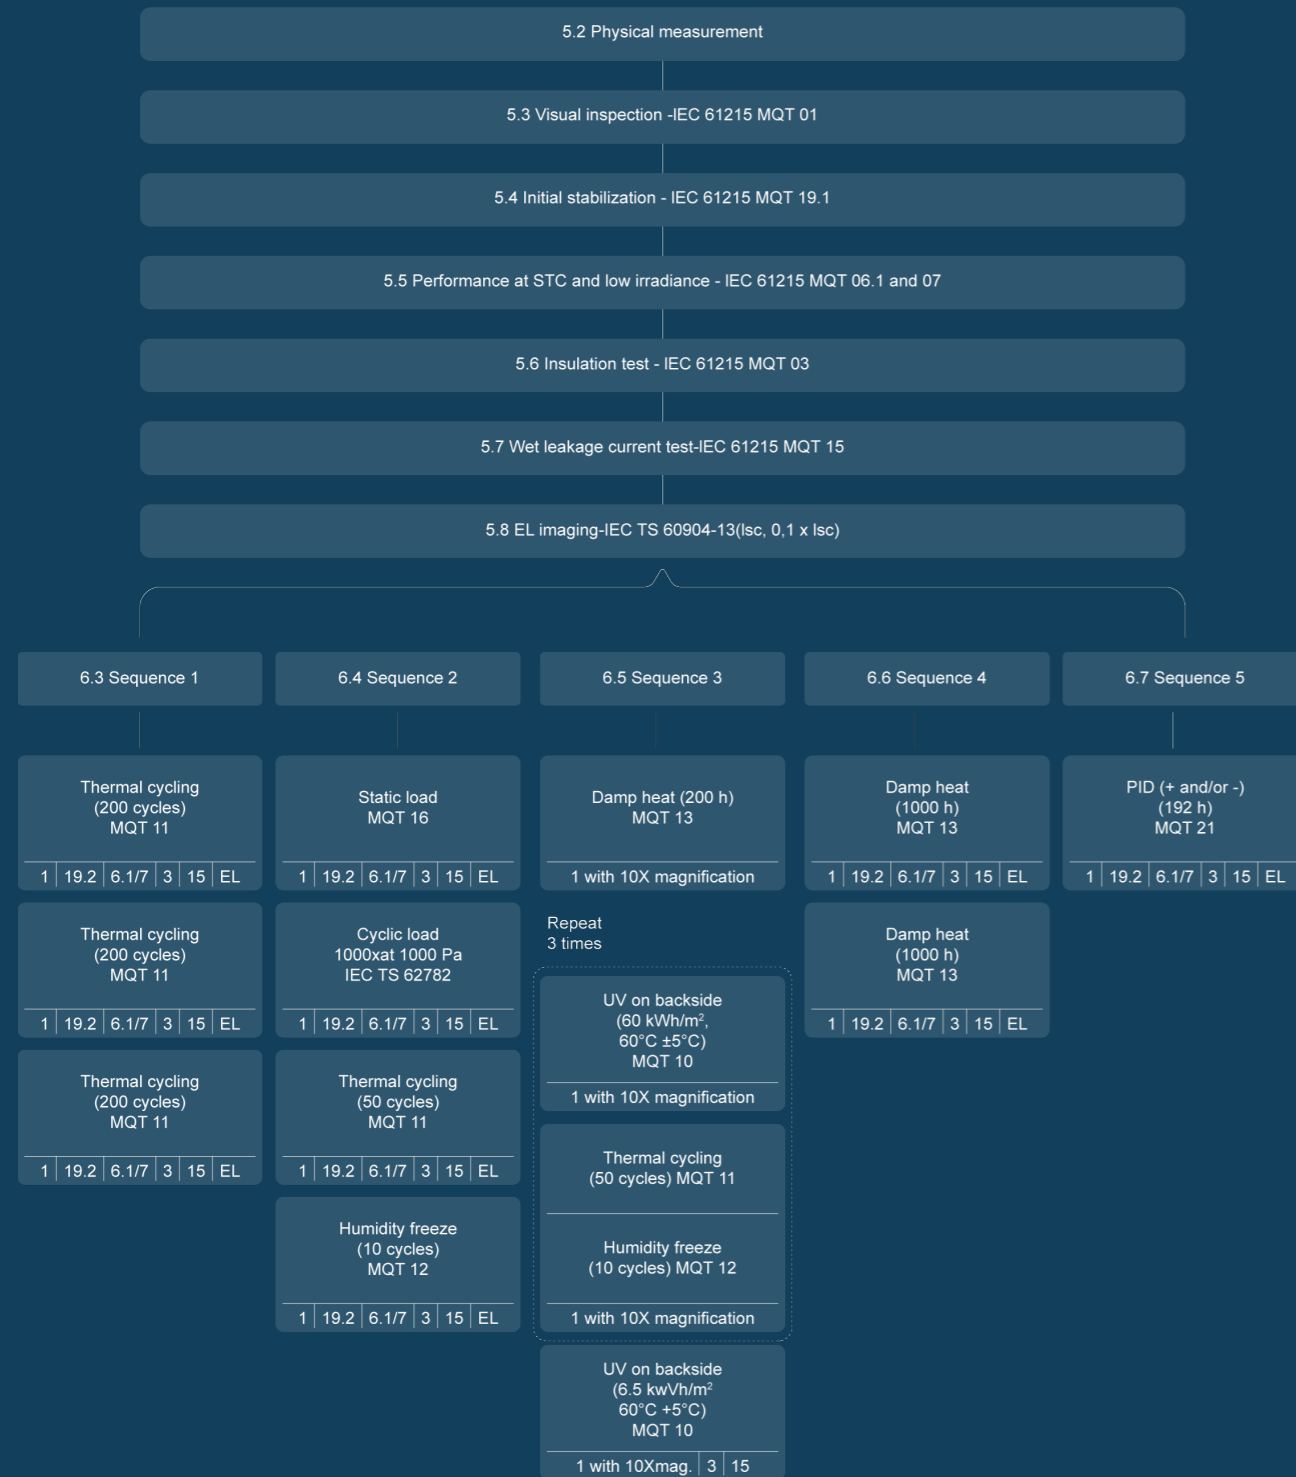 5.2 Physical measurement
5.3 Visual inspection -IEC 61215 MQT 01
5.4 Initial stabilization - IEC 61215 MQT 19.1
5.5 Performance at STC and low irradiance - IEC 61215 MQT 06.1 and 07
5.6 Insulation test - IEC 61215 MQT 03
5.7 Wet leakage current test-IEC 61215 MQT 15
5.8 EL imaging-IEC TS 60904-13(Isc, 0,1 x Isc)
6.3 Sequence 1
Thermal cycling
(200 cycles)
MQT 11
1 19.2 6.1/7 3 15 EL
Thermal cycling
(200 cycles)
MQT 11
1 19.2 6.1/7 3 15 EL
Thermal cycling
(200 cycles)
MQT 11
1 19.2 6.1/7 3 15 EL
6.4 Sequence 2
Static load
MQT 16
1 19.2 6.1/7 3 15 EL
Cyclic load
1000xat 1000 Pa
IEC TS 62782
1 19.2 6.1/7 3 15 EL
Thermal cycling
(50 cycles)
MQT 11
1 19.2 6.1/7 3 15 EL
Humidity freeze
(10 cycles)
MQT 12
1 19.2 6.1/7 3 15 EL
6.5 Sequence 3
Damp heat (200 h)
MQT 13
1 with 10X magnification
Repeat
3 times
UV on backside
(60 kWh/m²,
60°C ±5°C)
MQT 10
1 with 10X magnification
Thermal cycling
(50 cycles) MQT 11
Humidity freeze
(10 cycles) MQT 12
1 with 10X magnification
UV on backside
(6.5 kwVh/m²
60°C +5°C)
MQT 10
1 with 10Xmag. 3 15
6.6 Sequence 4
Damp heat
(1000 h)
MQT 13
1 19.2 6.1/7 3 15 EL
Damp heat
(1000 h)
MQT 13
1 19.2 6.1/7 3 15 EL
6.7 Sequence 5
PID (+ and/or -)
(192 h)
MQT 21
1 19.2 6.1/7 3 15 EL